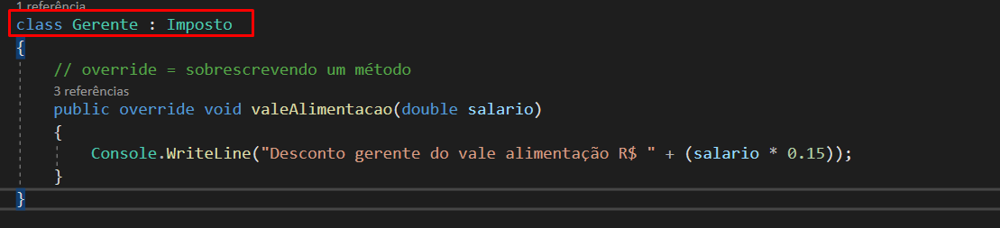 1 referência
class Gerente : Imposto
{
// override = sobrescrevendo um método
3 referências
public override void valeAlimentacao(double salario)
{
Console.WriteLine("Desconto gerente do vale alimentação R$ " + (salario * 0.15));
}
}